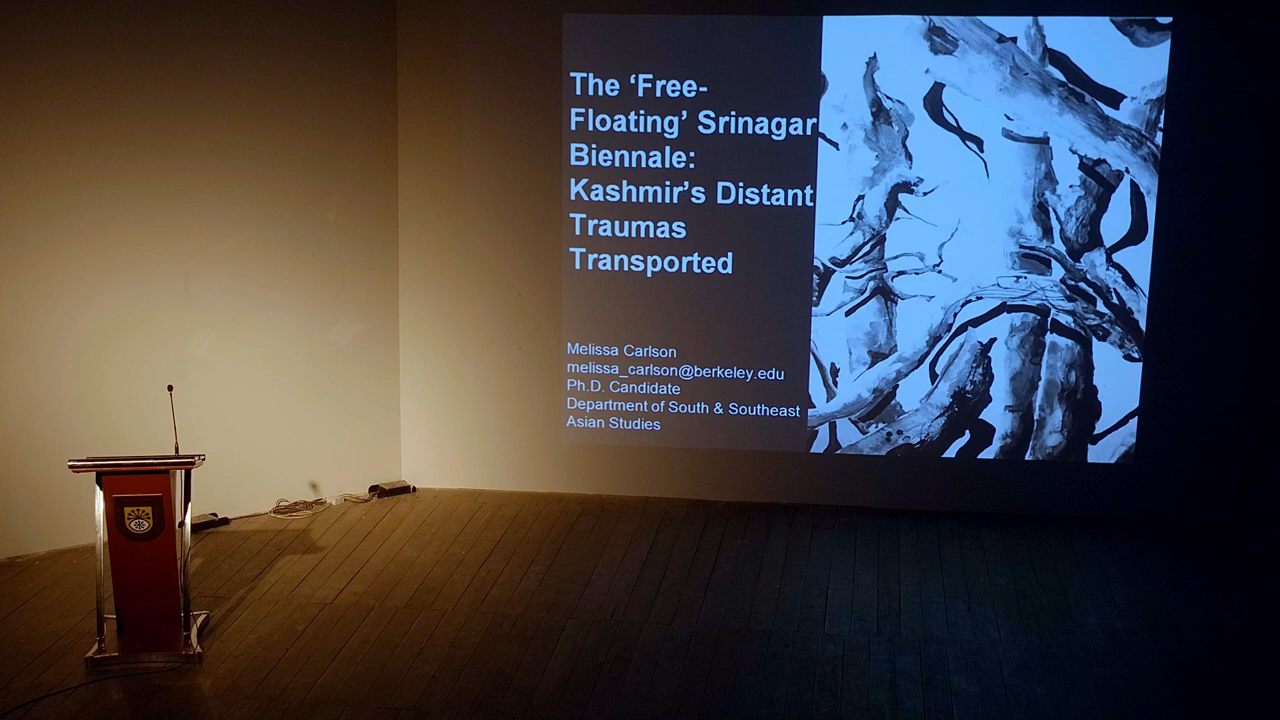 The ‘Free-
Floating’ Srinagar
Biennale:
Kashmir’s Distant
Traumas
Transported
Melissa Carlson
melissa_carlson@berkeley.edu
Ph.D. Candidate
Department of South & Southeast
Asian Studies